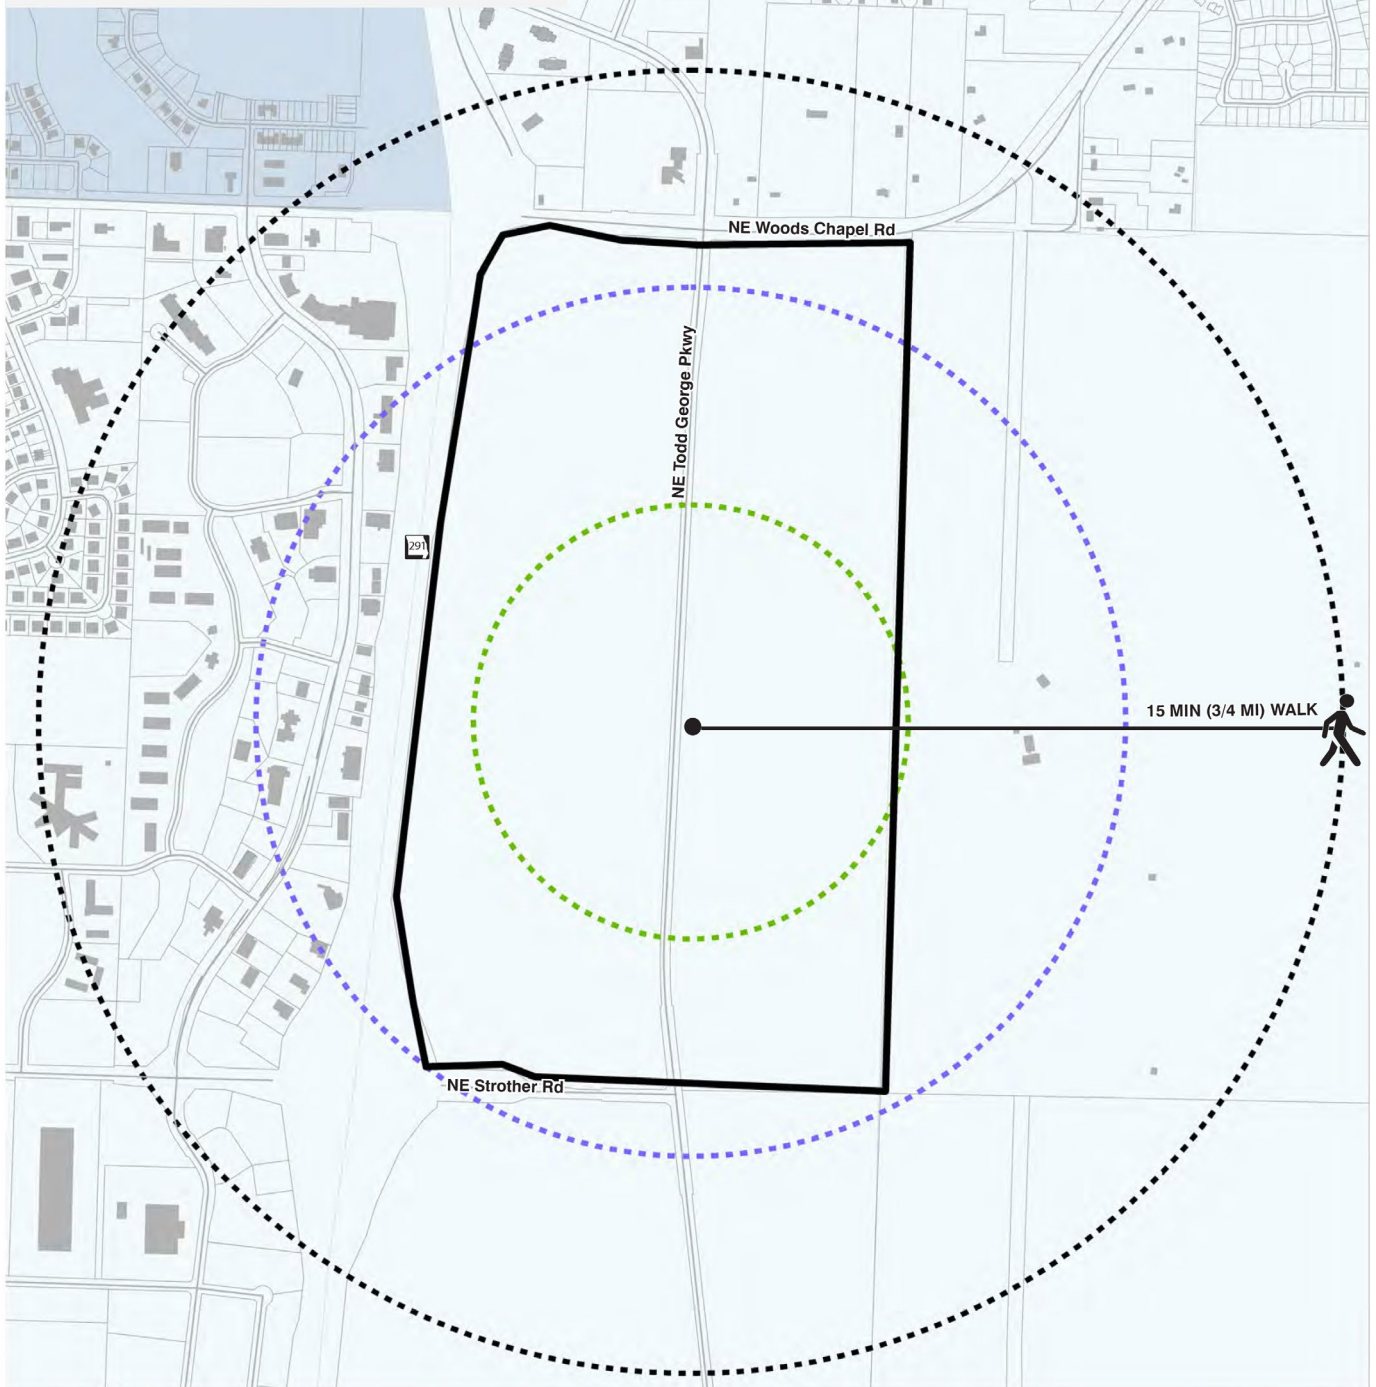 NE Woods Chapel Rd
NE Todd George Pkwy
291
15 MIN (3/4 MI) WALK
NE Strother Rd